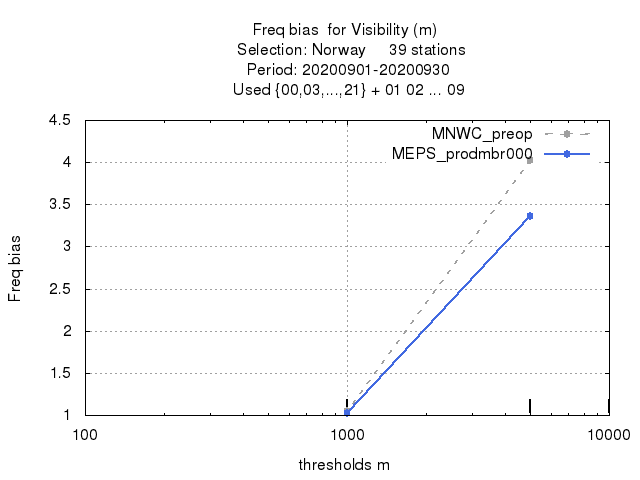 Freq bias  for Visibility (m)
Selection: Norway     39 stations
Period: 20200901-20200930
Used {00,03,...,21} + 01 02 ... 09
MNWC_preop
MEPS_prodmbr000
4.5
4
3.5
3
2.5
2
1.5
1
Freq bias
100
1000
10000
thresholds m